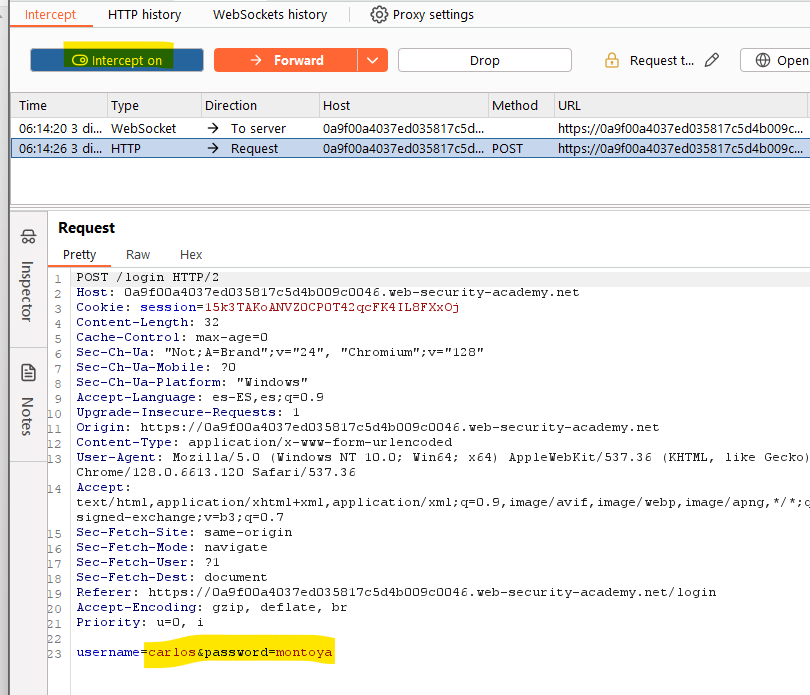 Intercept HTTP history WebSockets history Proxy settings
Intercept on Forward Drop Request t... Open
Time Type Direction Host Method URL
06:14:20 3 di... WebSocket → To server 0a9f00a4037ed035817c5d... https://0a9f00a4037ed035817c5d4b009c...
06:14:26 3 di... HTTP → Request 0a9f00a4037ed035817c5d... POST https://0a9f00a4037ed035817c5d4b009c...
Inspector
Notes
Request
Pretty Raw Hex
1 POST /login HTTP/2
2 Host: 0a9f00a4037ed035817c5d4b009c0046.web-security-academy.net
3 Cookie: session=15k3TAKoANVZ0CP0T42qcFK4IL8FXxOj
4 Content-Length: 32
5 Cache-Control: max-age=0
6 Sec-Ch-Ua: "Not;A=Brand";v="24", "Chromium";v="128"
7 Sec-Ch-Ua-Mobile: ?0
8 Sec-Ch-Ua-Platform: "Windows"
9 Accept-Language: es-ES,es;q=0.9
10 Upgrade-Insecure-Requests: 1
11 Origin: https://0a9f00a4037ed035817c5d4b009c0046.web-security-academy.net
12 Content-Type: application/x-www-form-urlencoded
13 User-Agent: Mozilla/5.0 (Windows NT 10.0; Win64; x64) AppleWebKit/537.36 (KHTML, like Gecko)
Chrome/128.0.6613.120 Safari/537.36
14 Accept:
text/html,application/xhtml+xml,application/xml;q=0.9,image/avif,image/webp,image/apng,*/*;q
signed-exchange;v=b3;q=0.7
15 Sec-Fetch-Site: same-origin
16 Sec-Fetch-Mode: navigate
17 Sec-Fetch-User: ?1
18 Sec-Fetch-Dest: document
19 Referer: https://0a9f00a4037ed035817c5d4b009c0046.web-security-academy.net/login
20 Accept-Encoding: gzip, deflate, br
21 Priority: u=0, i
22
23 username=carlos&password=montoya